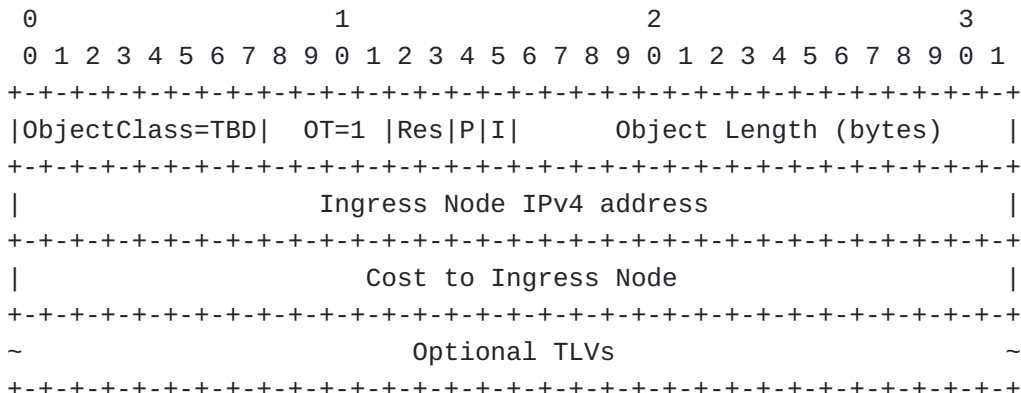 0                   1                   2                   3
 0 1 2 3 4 5 6 7 8 9 0 1 2 3 4 5 6 7 8 9 0 1 2 3 4 5 6 7 8 9 0 1
+-+-+-+-+-+-+-+-+-+-+-+-+-+-+-+-+-+-+-+-+-+-+-+-+-+-+-+-+-+-+-+-+
|ObjectClass=TBD|  OT=1 |Res|P|I|      Object Length (bytes)    |
+-+-+-+-+-+-+-+-+-+-+-+-+-+-+-+-+-+-+-+-+-+-+-+-+-+-+-+-+-+-+-+-+
|                   Ingress Node IPv4 address                   |
+-+-+-+-+-+-+-+-+-+-+-+-+-+-+-+-+-+-+-+-+-+-+-+-+-+-+-+-+-+-+-+-+
|                      Cost to Ingress Node                     |
+-+-+-+-+-+-+-+-+-+-+-+-+-+-+-+-+-+-+-+-+-+-+-+-+-+-+-+-+-+-+-+-+
~                         Optional TLVs                         ~
+-+-+-+-+-+-+-+-+-+-+-+-+-+-+-+-+-+-+-+-+-+-+-+-+-+-+-+-+-+-+-+-+